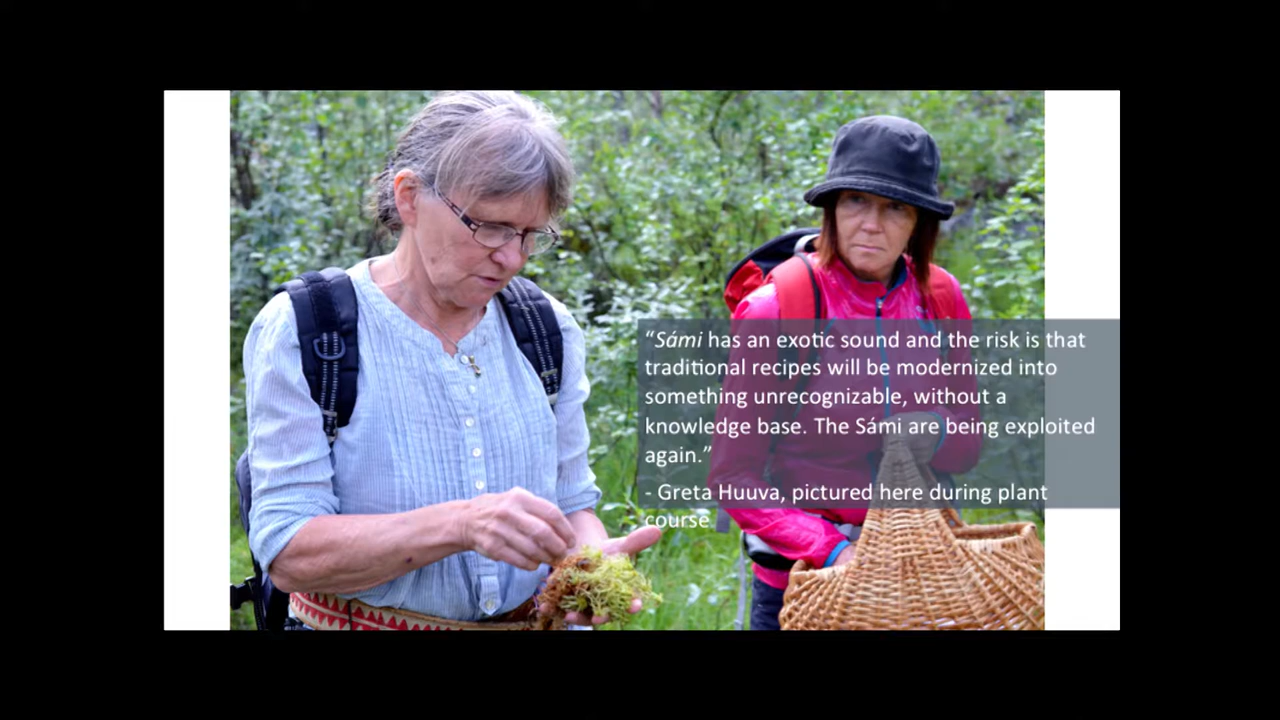 “Sámi has an exotic sound and the risk is that
traditional recipes will be modernized into
something unrecognizable, without a
knowledge base. The Sámi are being exploited
again.”
- Greta Huuva, pictured here during plant
course